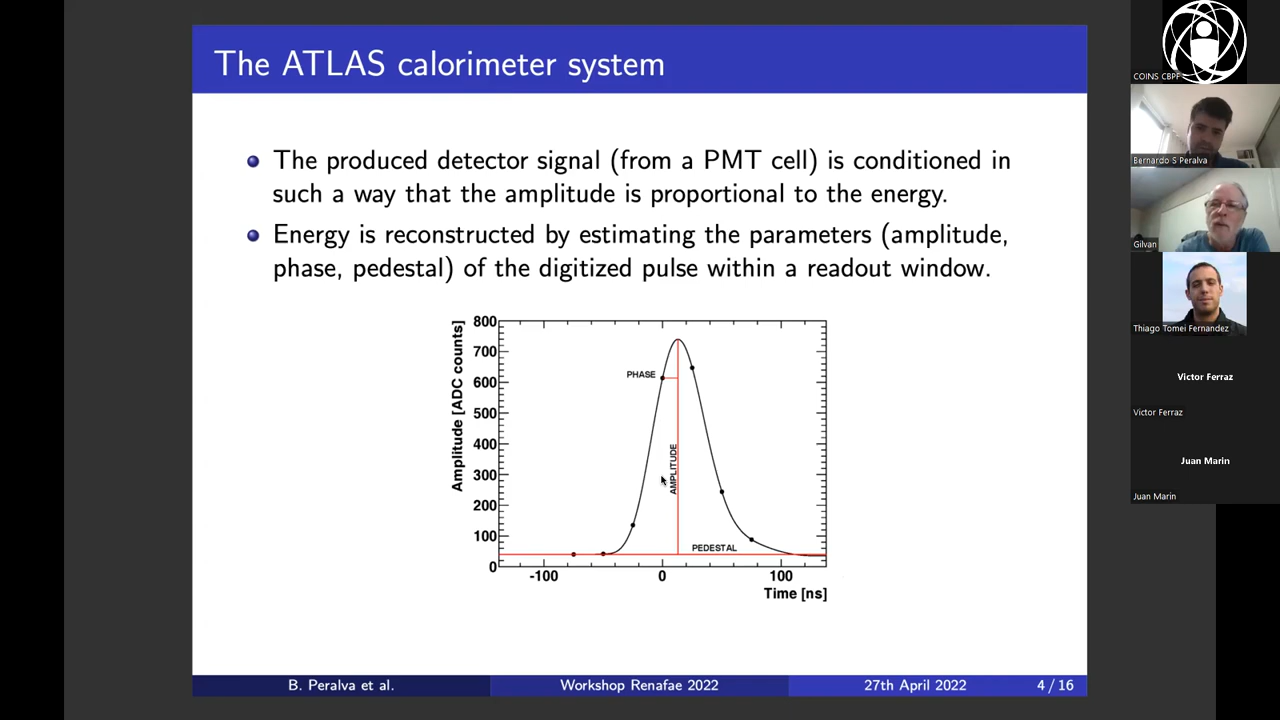 The ATLAS calorimeter system
The produced detector signal (from a PMT cell) is conditioned in
such a way that the amplitude is proportional to the energy.
Energy is reconstructed by estimating the parameters (amplitude,
phase, pedestal) of the digitized pulse within a readout window.
Amplitude [ADC counts]
800
700
600
500
400
300
200
100
0
PHASE
AMPLITUDE
PEDESTAL
-100
0
100
Time [ns]
B. Peralva et al.
Workshop Renafae 2022
27th April 2022
4 / 16
COINS CBPF
Bernardo S Peralva
Gilvan
Thiago Tomei Fernandez
Victor Ferraz
Victor Ferraz
Juan Marin
Juan Marin